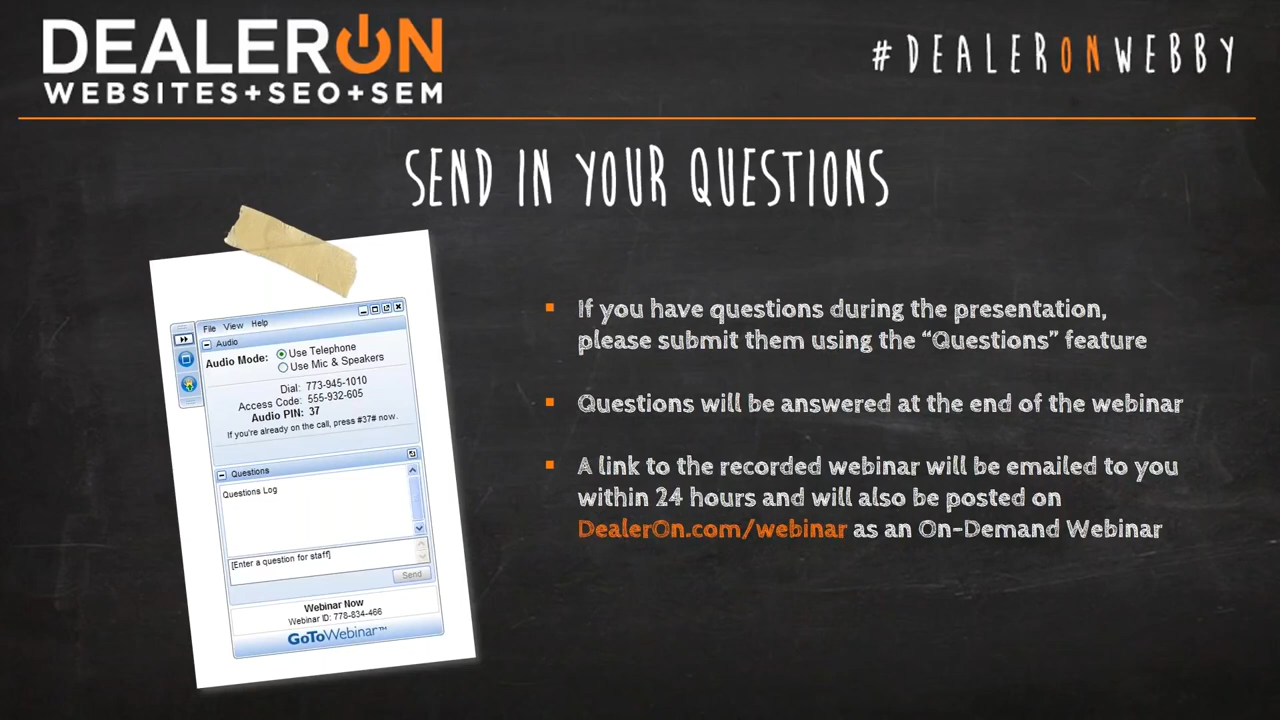 DEALERON
WEBSITES+SEO+SEM
#DEALERONWEBBY
SEND IN YOUR QUESTIONS
File View Help
Audio
Audio Mode: Use Telephone
Use Mic & Speakers
Dial: 773-945-1010
Access Code: 555-932-605
Audio PIN: 37
If you're already on the call, press #37# now.
Questions
Questions Log
[Enter a question for staff]
Send
Webinar Now
Webinar ID: 778-834-466
GoToWebinar™
If you have questions during the presentation,
please submit them using the “Questions” feature
Questions will be answered at the end of the webinar
A link to the recorded webinar will be emailed to you
within 24 hours and will also be posted on
DealerOn.com/webinar as an On-Demand Webinar